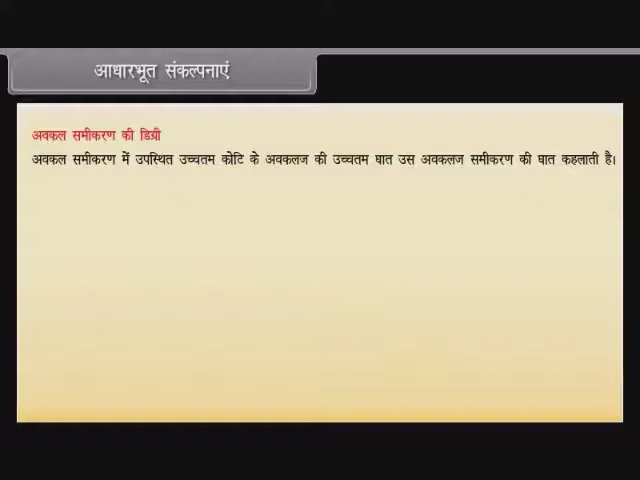 आधारभूत संकल्पनाएं
अवकल समीकरण की डिग्री
अवकल समीकरण में उपस्थित उच्चतम कोटि के अवकलज की उच्चतम घात उस अवकलज समीकरण की घात कहलाती है।